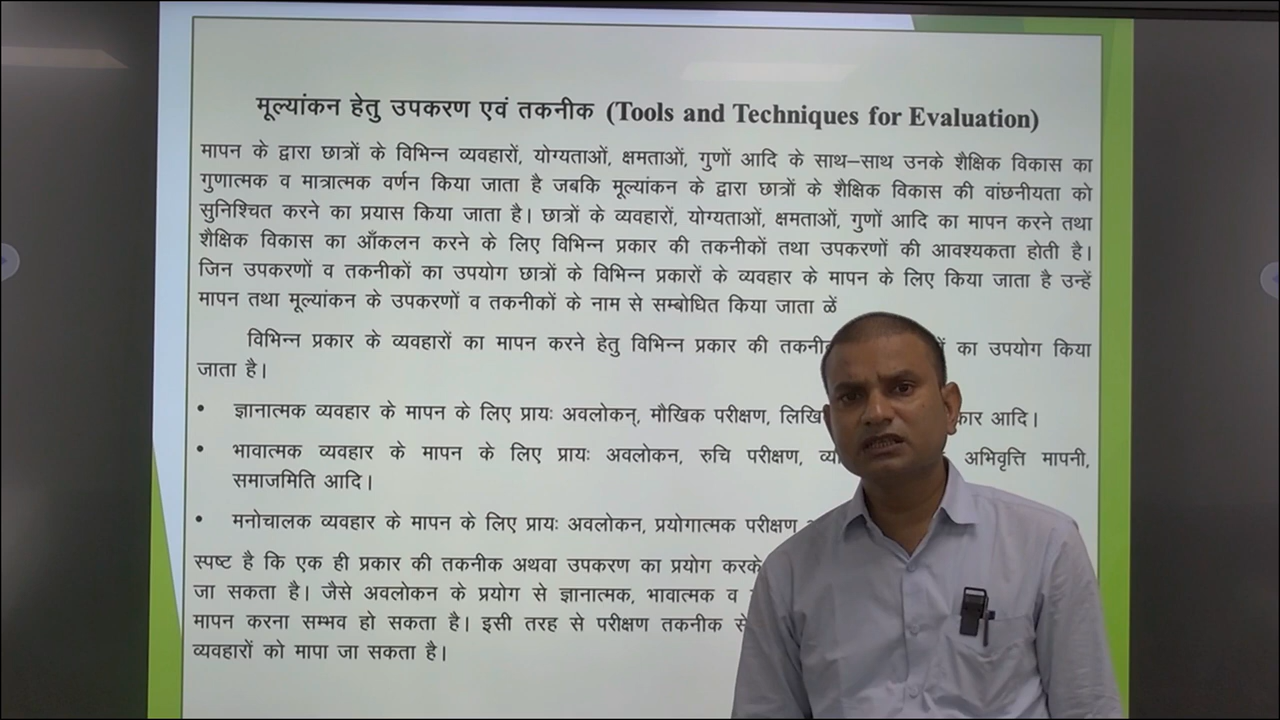 मूल्यांकन हेतु उपकरण एवं तकनीक (Tools and Techniques for Evaluation)
मापन के द्वारा छात्रों के विभिन्न व्यवहारों, योग्यताओं, क्षमताओं, गुणों आदि के साथ–साथ उनके शैक्षिक विकास का
गुणात्मक व मात्रात्मक वर्णन किया जाता है जबकि मूल्यांकन के द्वारा छात्रों के शैक्षिक विकास की वांछनीयता को
सुनिश्चित करने का प्रयास किया जाता है। छात्रों के व्यवहारों, योग्यताओं, क्षमताओं, गुणों आदि का मापन करने तथा
शैक्षिक विकास का आँकलन करने के लिए विभिन्न प्रकार की तकनीकों तथा उपकरणों की आवश्यकता होती है।
जिन उपकरणों व तकनीकों का उपयोग छात्रों के विभिन्न प्रकारों के व्यवहार के मापन के लिए किया जाता है उन्हें
मापन तथा मूल्यांकन के उपकरणों व तकनीकों के नाम से सम्बोधित किया जाता ळें
विभिन्न प्रकार के व्यवहारों का मापन करने हेतु विभिन्न प्रकार की का उपयोग किया
जाता है।
• ज्ञानात्मक व्यवहार के मापन के लिए प्रायः अवलोकन्, मौखिक परीक्षण, आदि।
• भावात्मक व्यवहार के मापन के लिए प्रायः अवलोकन, रुचि परीक्षण, अभिवृत्ति मापनी,
समाजमिति आदि।
• मनोचालक व्यवहार के मापन के लिए प्रायः अवलोकन, प्रयोगात्मक परीक्षण
स्पष्ट है कि एक ही प्रकार की तकनीक अथवा उपकरण का प्रयोग करके
जा सकता है। जैसे अवलोकन के प्रयोग से ज्ञानात्मक, भावात्मक व
मापन करना सम्भव हो सकता है। इसी तरह से परीक्षण तकनीक से
व्यवहारों को मापा जा सकता है।